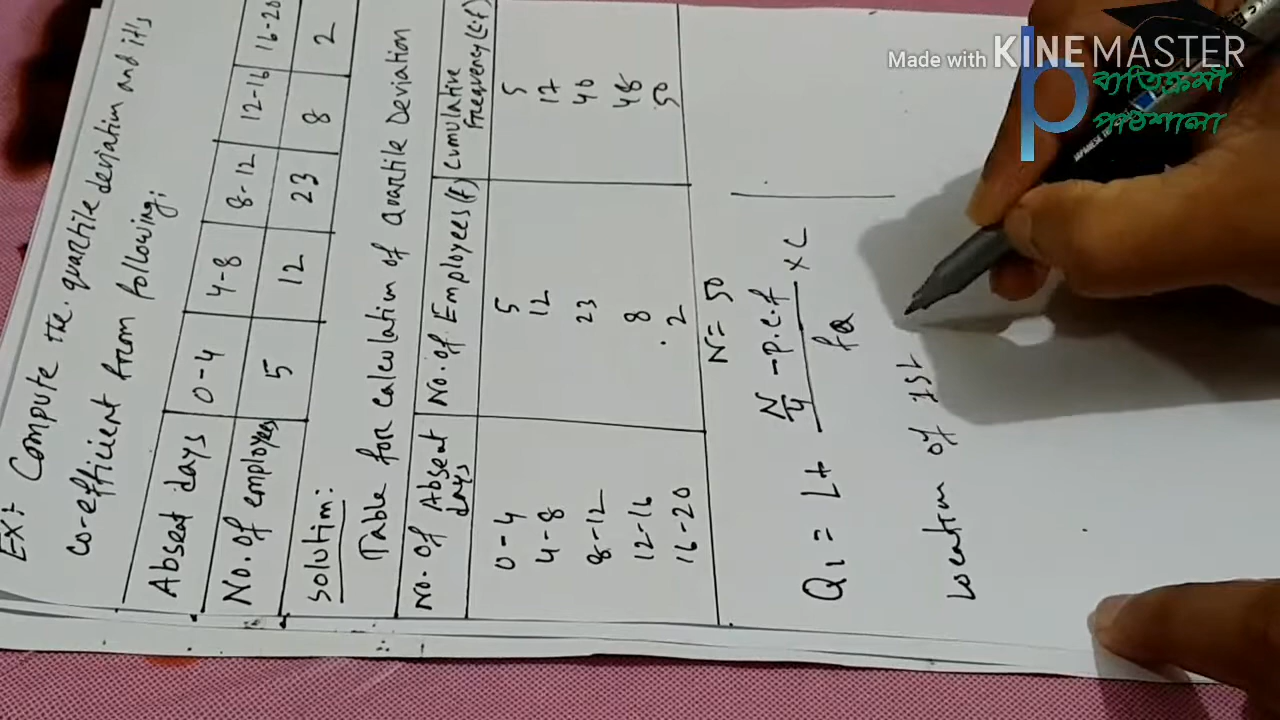 Ex: Compute the quartile deviation and it's
co-efficient from following:
Absent days 0-4 4-8 8-12 12-16 16-20
No. of employees 5 12 23 8 2
Solution:
Table for calculation of Quartile Deviation
No. of Absent days No. of Employees (f) Cumulative Frequency (c.f)
0-4 5 5
4-8 12 17
8-12 23 40
12-16 8 48
16-20 2 50
N = 50
Q1 = L + N/4 - p.c.f / fQ × C
Location of 1st
Made with KINEMASTER
p ব্যতিক্রমী
পাঠশালা
JAPANESE